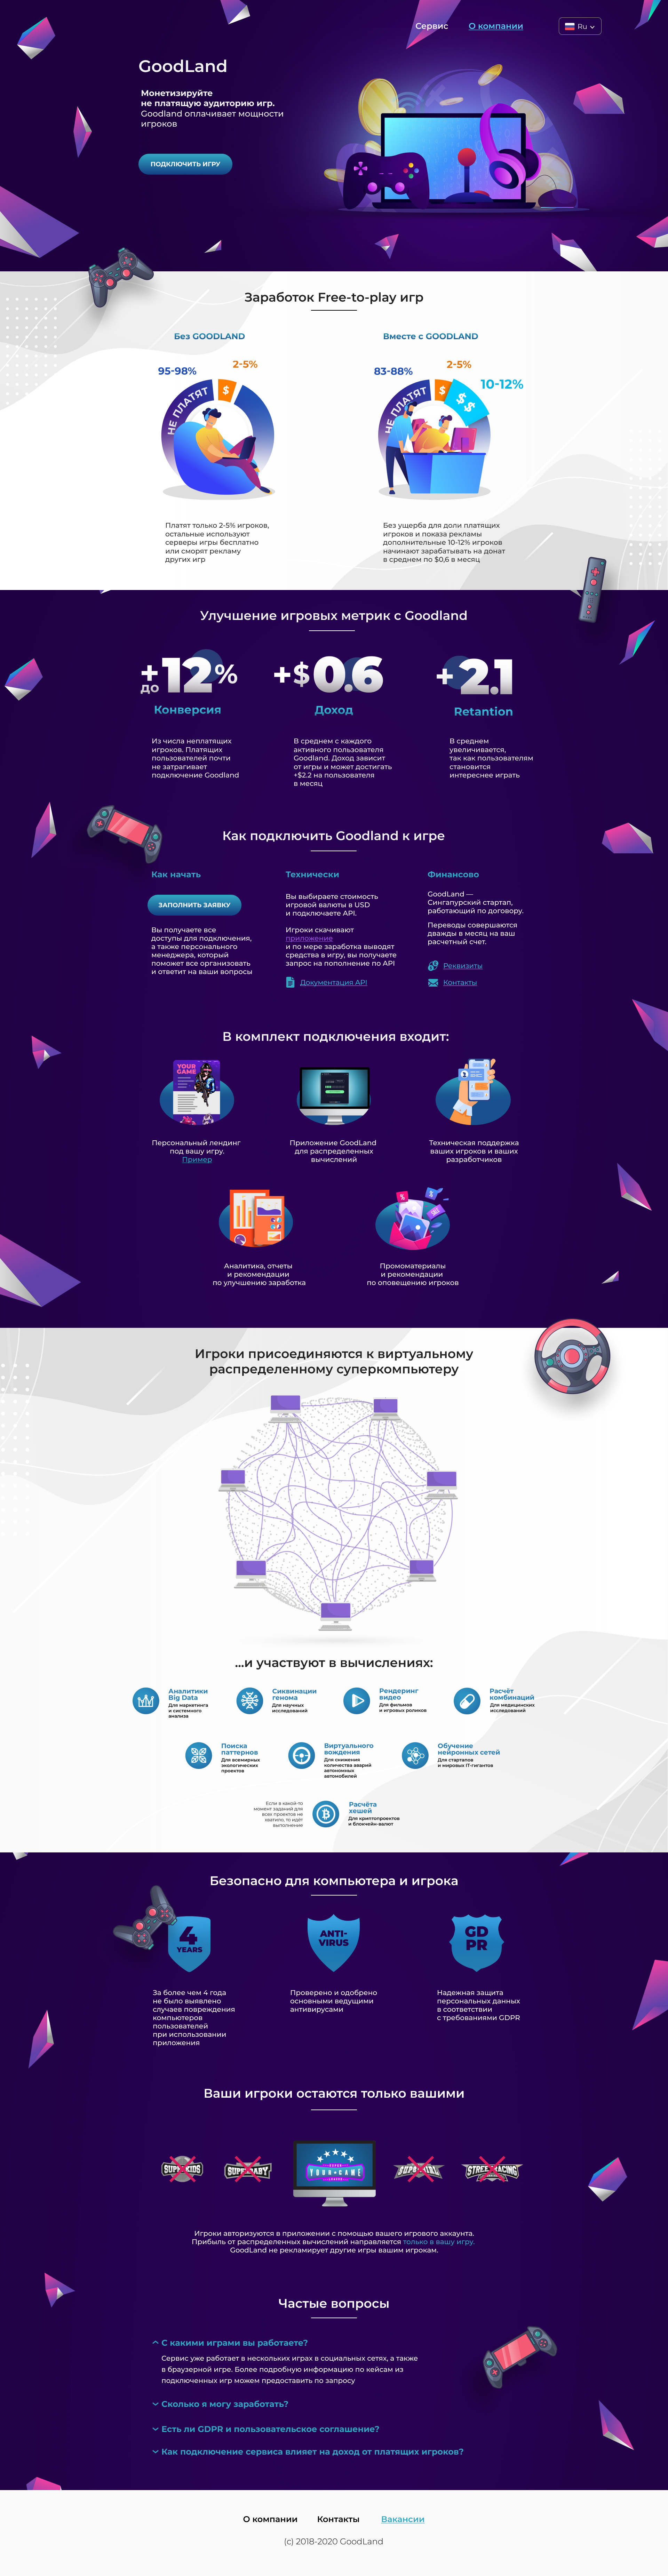 Сервис
О компании
Ru
GoodLand
Монетизируйте
не платящую аудиторию игр.
Goodland оплачивает мощности
игроков
ПОДКЛЮЧИТЬ ИГРУ
Заработок Free-to-play игр
Без GOODLAND
95-98%
2-5%
НЕ ПЛАТЯТ
$
Платят только 2-5% игроков,
остальные используют
серверы игры бесплатно
или сморят рекламу
других игр
Вместе с GOODLAND
83-88%
2-5%
10-12%
НЕ ПЛАТЯТ
$
$$
Без ущерба для доли платящих
игроков и показа рекламы
дополнительные 10-12% игроков
начинают зарабатывать на донат
в среднем по $0,6 в месяц
Улучшение игровых метрик с Goodland
+до12%
Конверсия
Из числа неплатящих
игроков. Платящих
пользователей почти
не затрагивает
подключение Goodland
+$0.6
Доход
В среднем с каждого
активного пользователя
Goodland. Доход зависит
от игры и может достигать
+$2.2 на пользователя
в месяц
+2.1
Retantion
В среднем
увеличивается,
так как пользователям
становится
интереснее играть
Как подключить Goodland к игре
Как начать
ЗАПОЛНИТЬ ЗАЯВКУ
Вы получаете все
доступы для подключения,
а также персонального
менеджера, который
поможет все организовать
и ответит на ваши вопросы
Технически
Вы выбираете стоимость
игровой валюты в USD
и подключаете API.
Игроки скачивают
приложение
и по мере заработка выводят
средства в игру, вы получаете
запрос на пополнение по API
Документация API
Финансово
GoodLand —
Сингапурский стартап,
работающий по договору.
Переводы совершаются
дважды в месяц на ваш
расчетный счет.
Реквизиты
Контакты
В комплект подключения входит:
YOUR
GAME
Персональный лендинг
под вашу игру.
Пример
Приложение GoodLand
для распределенных
вычислений
Техническая поддержка
ваших игроков и ваших
разработчиков
Аналитика, отчеты
и рекомендации
по улучшению заработка
Промоматериалы
и рекомендации
по оповещению игроков
Игроки присоединяются к виртуальному
распределенному суперкомпьютеру
...и участвуют в вычислениях:
Аналитики
Big Data
Для маркетинга
и системного
анализа
Сиквинации
генома
Для научных
исследований
Рендеринг
видео
Для фильмов
и игровых роликов
Расчёт
комбинаций
Для медицинских
исследований
Поиска
паттернов
Для всемирных
экологических
проектов
Виртуального
вождения
Для снижения
количества аварий
автономных
автомобилей
Обучение
нейронных сетей
Для стартапов
и мировых IT-гигантов
Если в какой-то
момент заданий для
всех проектов не
хватило, то идёт
выполнение
Расчёта
хешей
Для криптопроектов
и блокчейн-валют
Безопасно для компьютера и игрока
4
YEARS
За более чем 4 года
не было выявлено
случаев повреждения
компьютеров
пользователей
при использовании
приложения
ANTI-
VIRUS
Проверено и одобрено
основными ведущими
антивирусами
GD
PR
Надежная защита
персональных данных
в соответствии
с требованиями GDPR
Ваши игроки остаются только вашими
YOUR GAME
STREET RACING
Игроки авторизуются в приложении с помощью вашего игрового аккаунта.
Прибыль от распределенных вычислений направляется только в вашу игру.
GoodLand не рекламирует другие игры вашим игрокам.
Частые вопросы
С какими играми вы работаете?
Сервис уже работает в нескольких играх в социальных сетях, а также
в браузерной игре. Более подробную информацию по кейсам из
подключенных игр можем предоставить по запросу
Сколько я могу заработать?
Есть ли GDPR и пользовательское соглашение?
Как подключение сервиса влияет на доход от платящих игроков?
О компании
Контакты
Вакансии
(c) 2018-2020 GoodLand